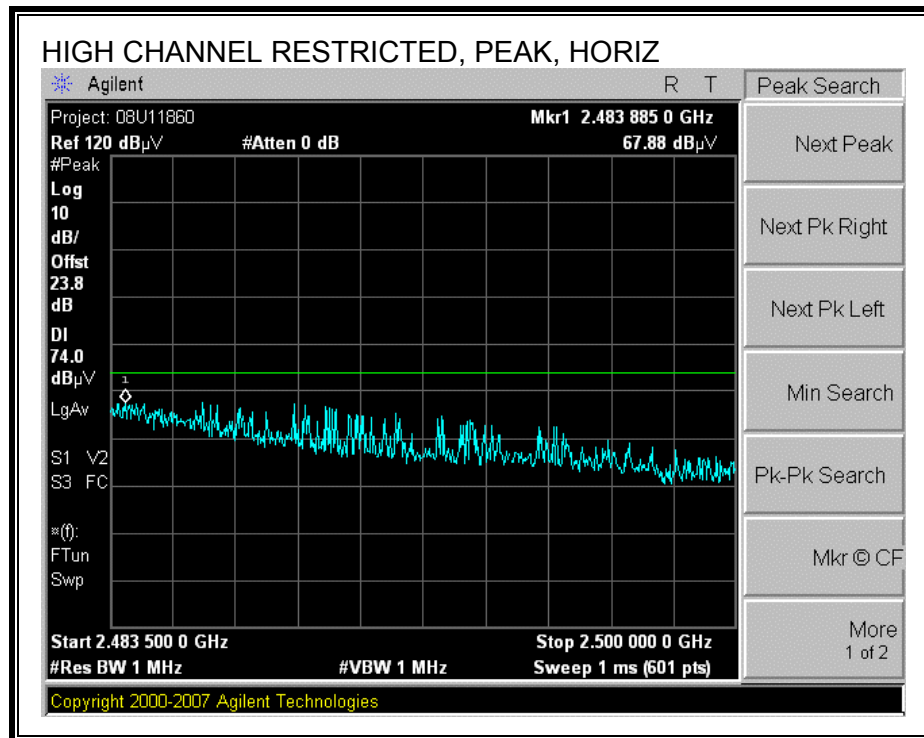 HIGH CHANNEL RESTRICTED, PEAK, HORIZ
Agilent R T
Peak Search
Project: 08U11860 Mkr1 2.483 885 0 GHz
Ref 120 dBµV #Atten 0 dB 67.88 dBµV
#Peak
Log
10
dB/
Offst
23.8
dB
DI
74.0
dBµV
LgAv
S1 V2
S3 FC
¤(f):
FTun
Swp
1
Start 2.483 500 0 GHz Stop 2.500 000 0 GHz
#Res BW 1 MHz #VBW 1 MHz Sweep 1 ms (601 pts)
Next Peak
Next Pk Right
Next Pk Left
Min Search
Pk-Pk Search
Mkr © CF
More
1 of 2
Copyright 2000-2007 Agilent Technologies